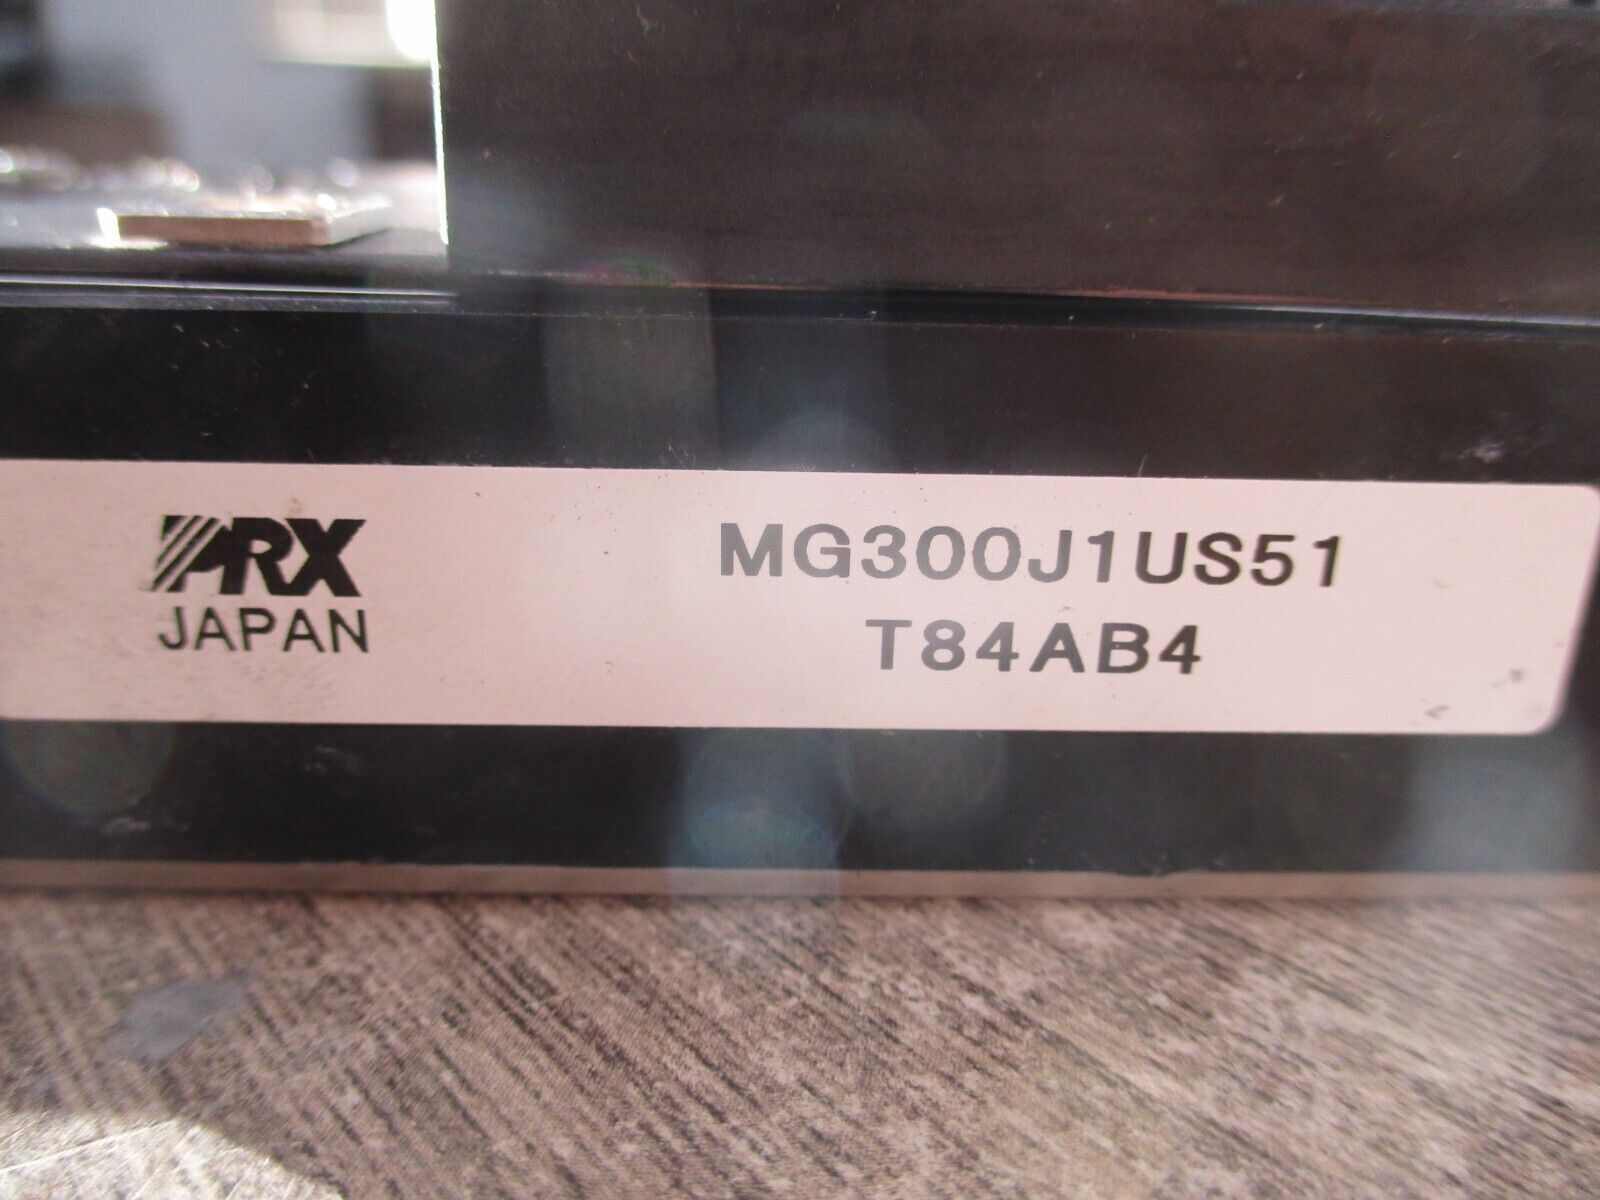 PRX
JAPAN
MG300J1US51
T84AB4